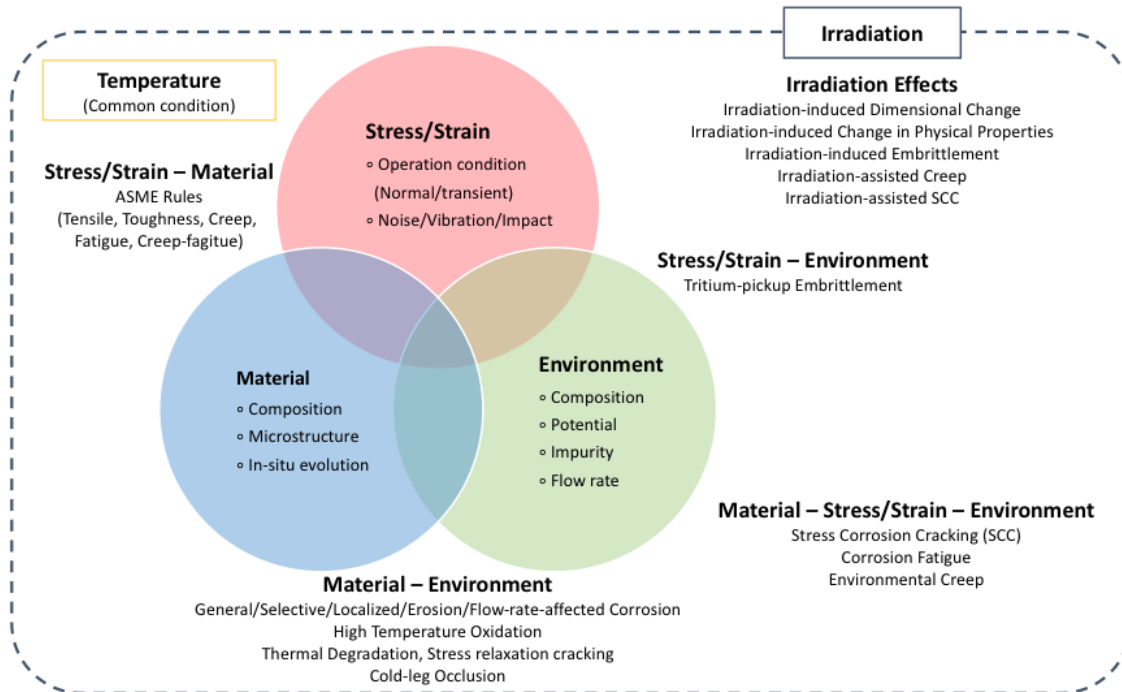 Irradiation
Temperature
(Common condition)
Irradiation Effects
Irradiation-induced Dimensional Change
Irradiation-induced Change in Physical Properties
Irradiation-induced Embrittlement
Irradiation-assisted Creep
Irradiation-assisted SCC
Stress/Strain
∘ Operation condition
(Normal/transient)
∘ Noise/Vibration/Impact
Stress/Strain – Material
ASME Rules
(Tensile, Toughness, Creep,
Fatigue, Creep-fagitue)
Stress/Strain – Environment
Tritium-pickup Embrittlement
Material
∘ Composition
∘ Microstructure
∘ In-situ evolution
Environment
∘ Composition
∘ Potential
∘ Impurity
∘ Flow rate
Material – Stress/Strain – Environment
Stress Corrosion Cracking (SCC)
Corrosion Fatigue
Environmental Creep
Material – Environment
General/Selective/Localized/Erosion/Flow-rate-affected Corrosion
High Temperature Oxidation
Thermal Degradation, Stress relaxation cracking
Cold-leg Occlusion